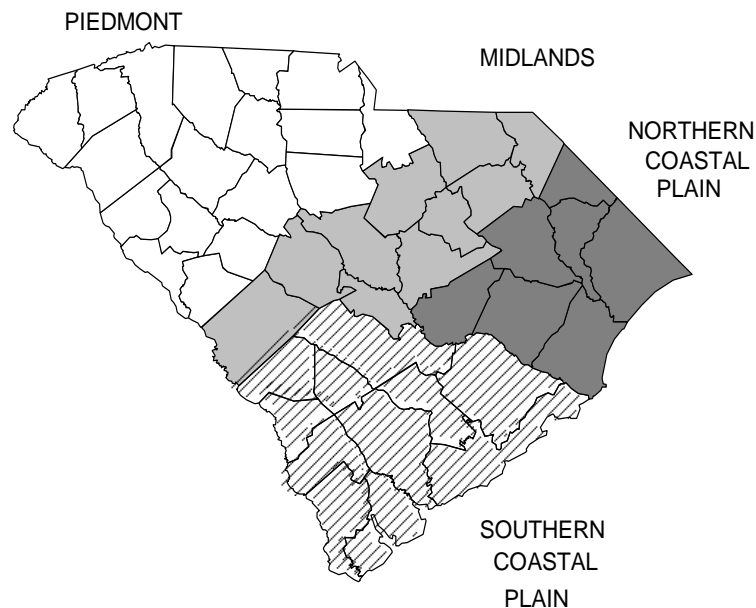 PIEDMONT
MIDLANDS
NORTHERN
COASTAL
PLAIN
SOUTHERN
COASTAL
PLAIN